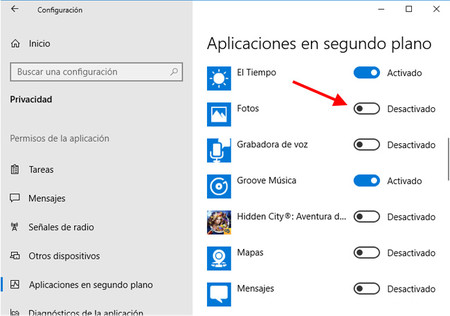 Configuración
Inicio
Buscar una configuración
Privacidad
Permisos de la aplicación
Tareas
Mensajes
Señales de radio
Otros dispositivos
Aplicaciones en segundo plano
Diagnósticos de la aplicación
Aplicaciones en segundo plano
El Tiempo Activado
Fotos Desactivado
Grabadora de voz Desactivado
Groove Música Activado
Hidden City®: Aventura d... Desactivado
Mapas Desactivado
Mensajes Desactivado